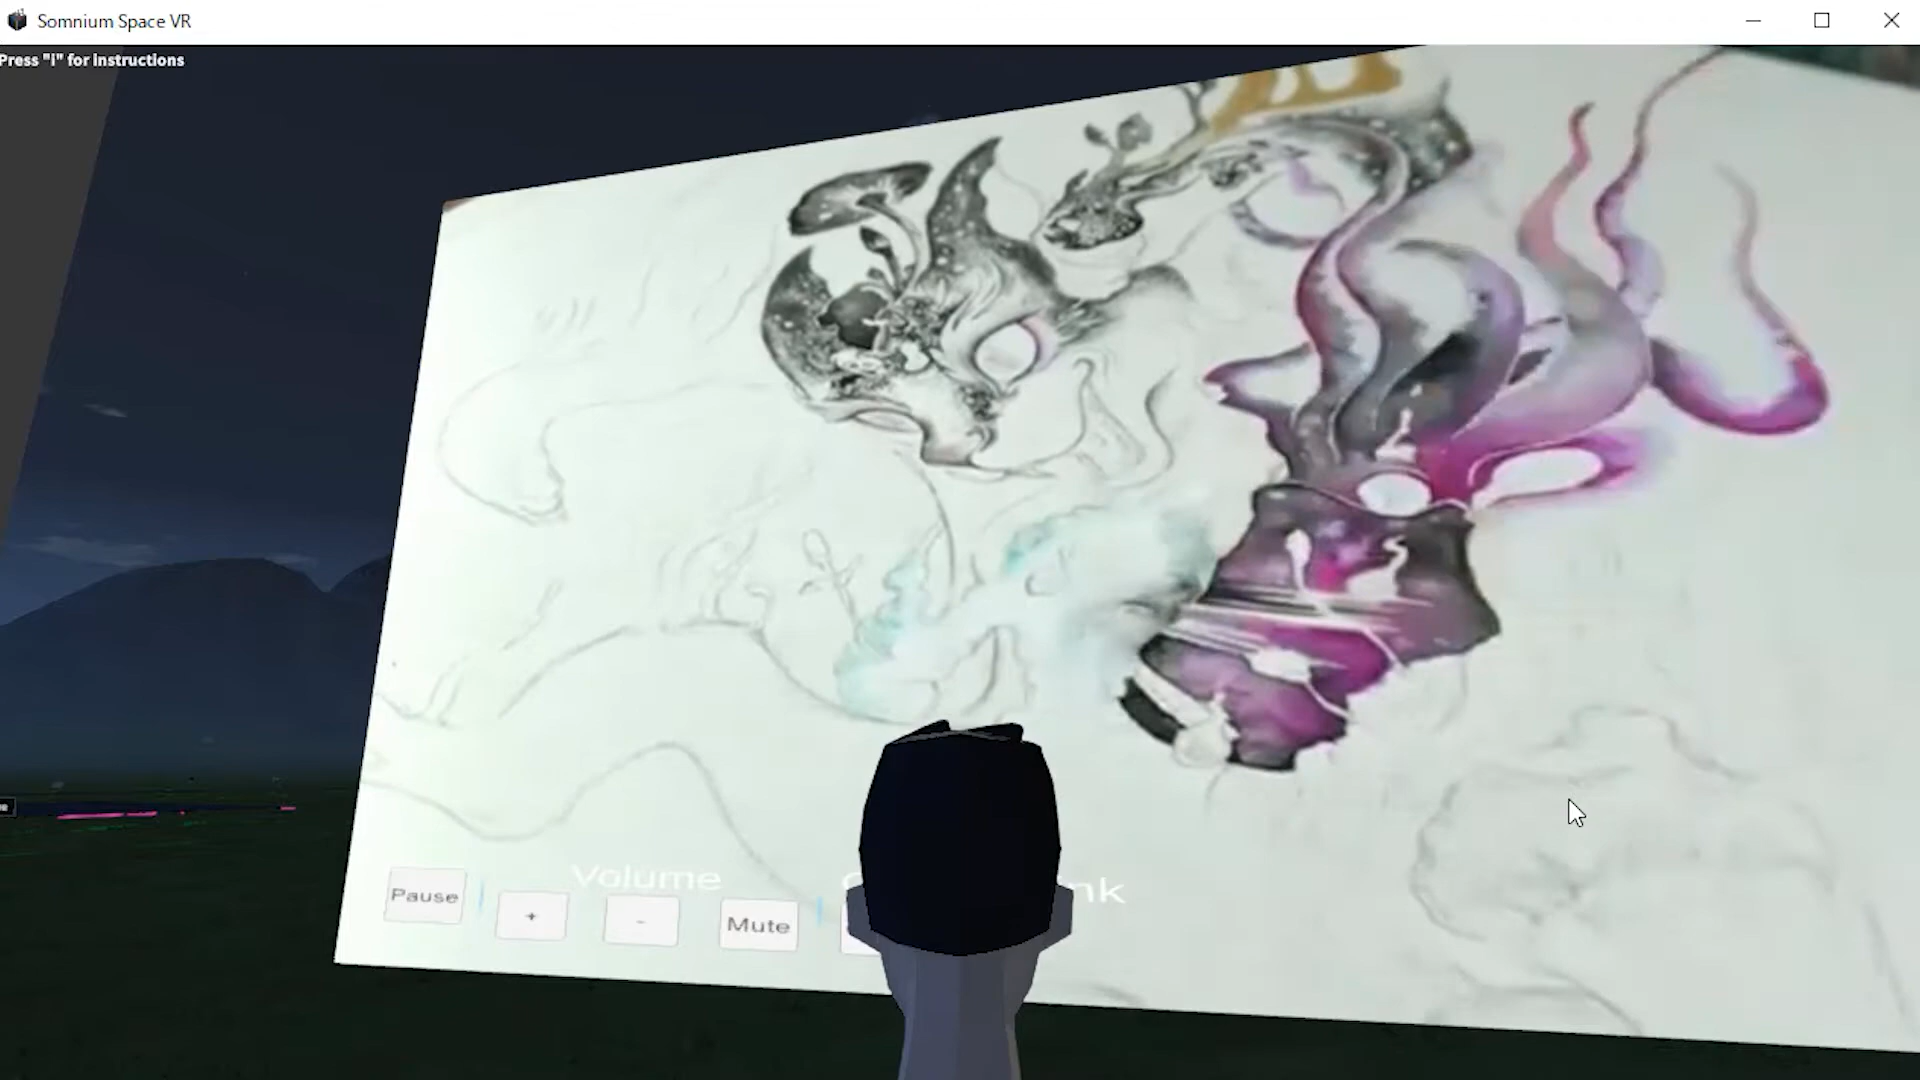 Somnium Space VR
Press "I" for Instructions
Volume
Pause
+
-
Mute